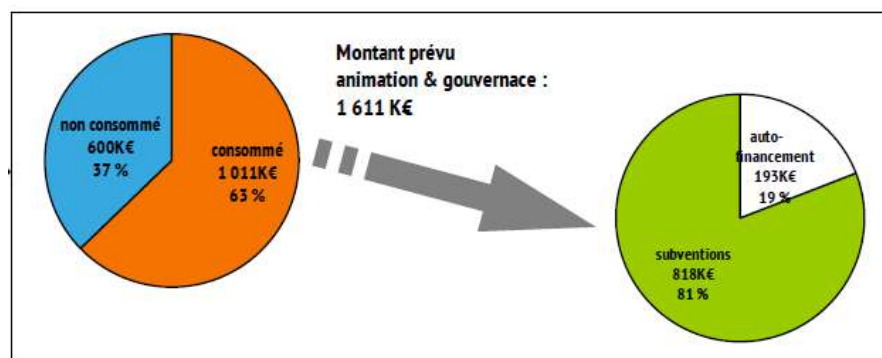 Montant prévu
animation & gouvernace :
1 611 K€
non consommé
600K€
37 %
consommé
1 011K€
63 %
auto-
financement
193K€
19 %
subventions
818K€
81 %